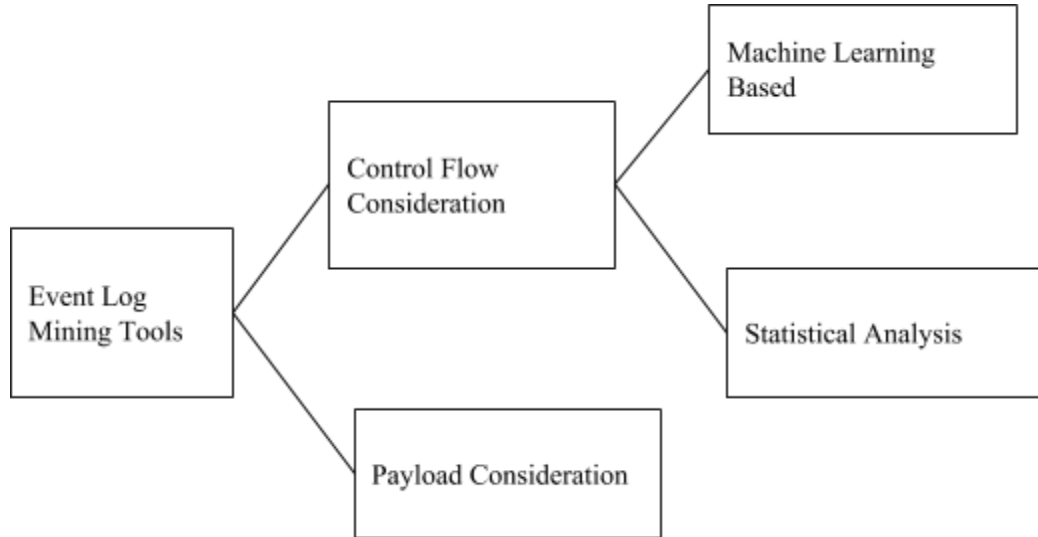 Machine Learning
Based
Control Flow
Consideration
Event Log
Mining Tools
Statistical Analysis
Payload Consideration